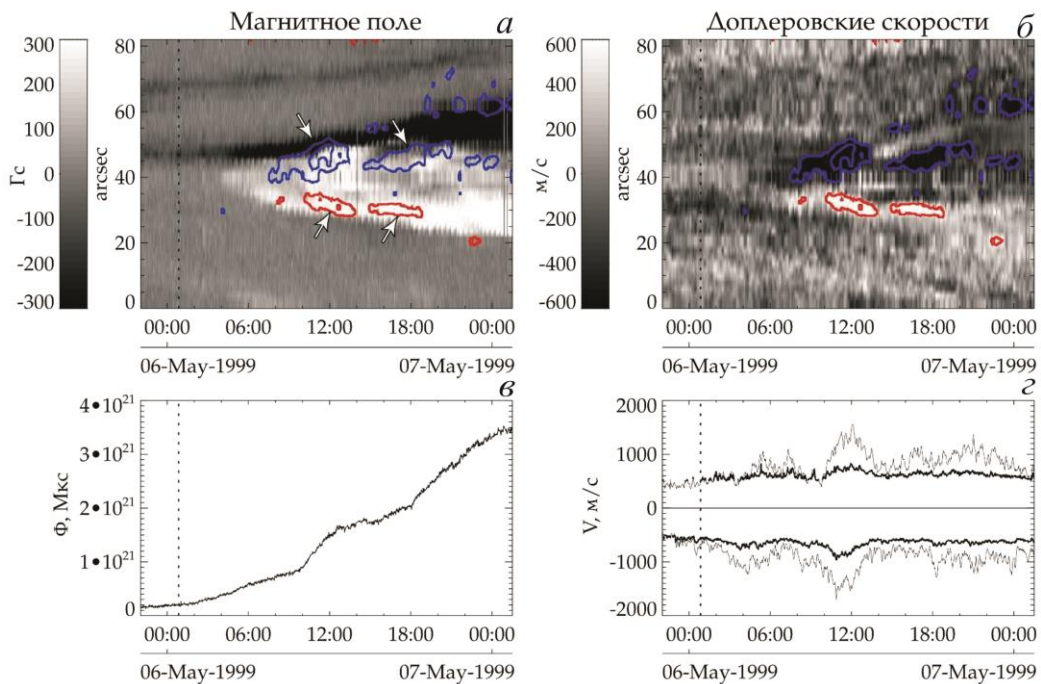 Магнитное поле
а
Доплеровские скорости
б
300
200
100
0
-100
-200
-300
Гс
80
60
40
20
0
arcsec
00:00 06:00 12:00 18:00 00:00
06-May-1999 07-May-1999
600
400
200
0
-200
-400
-600
м/с
80
60
40
20
0
arcsec
00:00 06:00 12:00 18:00 00:00
06-May-1999 07-May-1999
в
4•10²¹
3•10²¹
2•10²¹
1•10²¹
0
Ф, Мкс
00:00 06:00 12:00 18:00 00:00
06-May-1999 07-May-1999
г
2000
1000
0
-1000
-2000
V, м/с
00:00 06:00 12:00 18:00 00:00
06-May-1999 07-May-1999